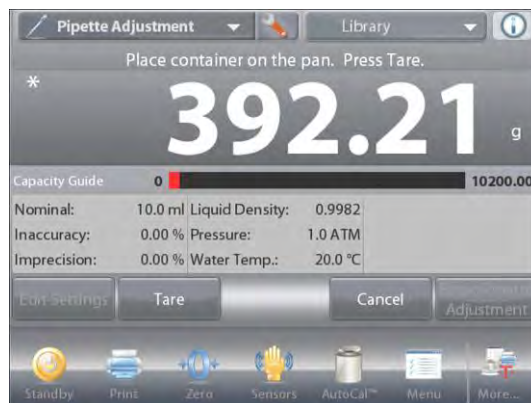 Pipette Adjustment
Library
Place container on the pan. Press Tare.
*
392.21 g
Capacity Guide 0 10200.00
Nominal: 10.0 ml Liquid Density: 0.9982
Inaccuracy: 0.00 % Pressure: 1.0 ATM
Imprecision: 0.00 % Water Temp.: 20.0 °C
Edit Settings Tare Cancel
Adjustment
Standby Print Zero Sensors AutoCal™ Menu More...